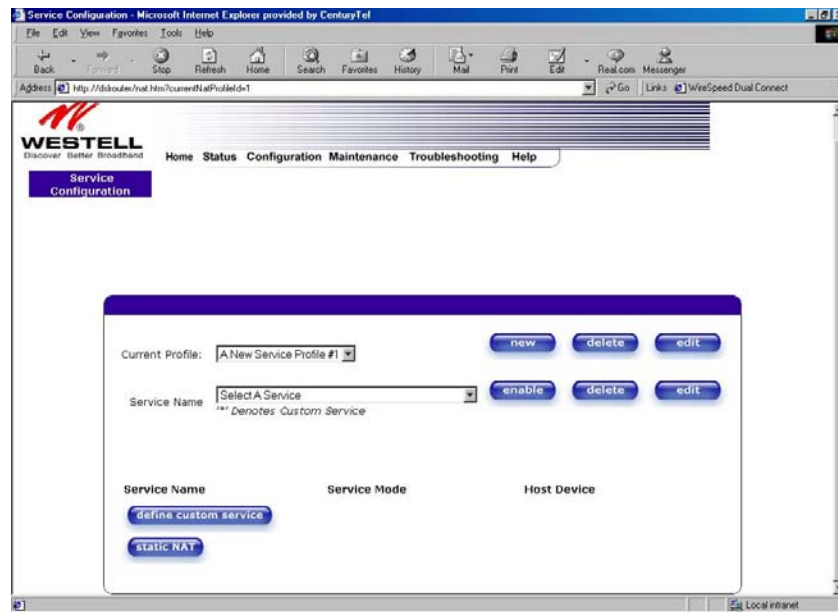 Service Configuration - Microsoft Internet Explorer provided by CenturyTel
File Edit View Favorites Tools Help
Back Forward Stop Refresh Home Search Favorites History Mail Print Edit Real.com Messenger
Address http://dslrouter/nat.htm?currentNatProfileId=1 Go Links WireSpeed Dual Connect
WESTELL
Discover Better Broadband
Home Status Configuration Maintenance Troubleshooting Help
Service
Configuration
Current Profile: A New Service Profile #1 new delete edit
Service Name Select A Service enable delete edit
'*' Denotes Custom Service
Service Name Service Mode Host Device
define custom service
static NAT
Local intranet